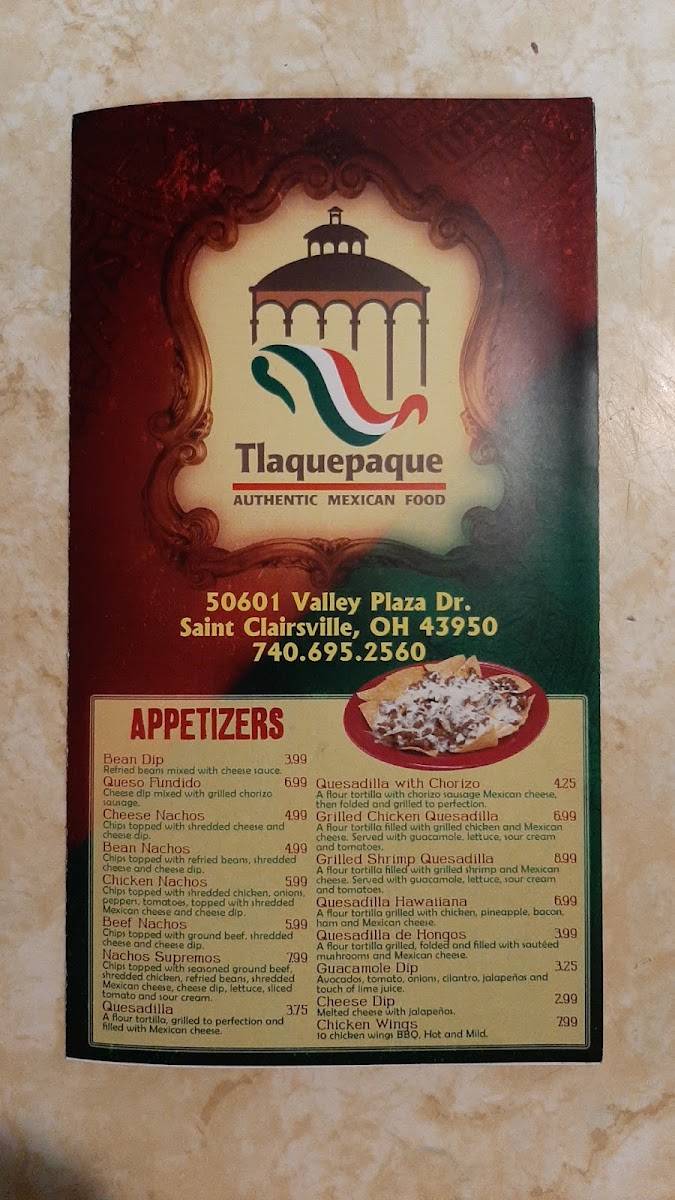 Tlaquepaque
AUTHENTIC MEXICAN FOOD
50601 Valley Plaza Dr.
Saint Clairsville, OH 43950
740.695.2560
APPETIZERS
Bean Dip 3.99
Refried beans mixed with cheese sauce.
Queso Fundido 6.99
Cheese dip mixed with grilled chorizo
sausage.
Cheese Nachos 4.99
Chips topped with shredded cheese and
cheese dip.
Bean Nachos 4.99
Chips topped with refried beans, shredded
cheese and cheese dip.
Chicken Nachos 5.99
Chips topped with shredded chicken, onions,
peppers, tomatoes, topped with shredded
Mexican cheese and cheese dip.
Beef Nachos 5.99
Chips topped with ground beef, shredded
cheese and cheese dip.
Nachos Supremos 7.99
Chips topped with seasoned ground beef,
shredded chicken, refried beans, shredded
Mexican cheese, cheese dip, lettuce, sliced
tomato and sour cream.
Quesadilla 3.75
A flour tortilla, grilled to perfection and
filled with Mexican cheese.
Quesadilla with Chorizo 4.25
A flour tortilla with chorizo sausage Mexican cheese,
then folded and grilled to perfection.
Grilled Chicken Quesadilla 6.99
A flour tortilla filled with grilled chicken and Mexican
cheese. Served with guacamole, lettuce, sour cream
and tomatoes.
Grilled Shrimp Quesadilla 8.99
A flour tortilla filled with grilled shrimp and Mexican
cheese. Served with guacamole, lettuce, sour cream
and tomatoes.
Quesadilla Hawaiiana 6.99
A flour tortilla grilled with chicken, pineapple, bacon,
ham and Mexican cheese.
Quesadilla de Hongos 3.99
A flour tortilla grilled, folded and filled with sautéed
mushrooms and Mexican cheese.
Guacamole Dip 3.25
Avocados, tomato, onions, cilantro, jalapeños and
touch of lime juice.
Cheese Dip 2.99
Melted cheese with jalapeños.
Chicken Wings 7.99
10 chicken wings BBQ, Hot and Mild.